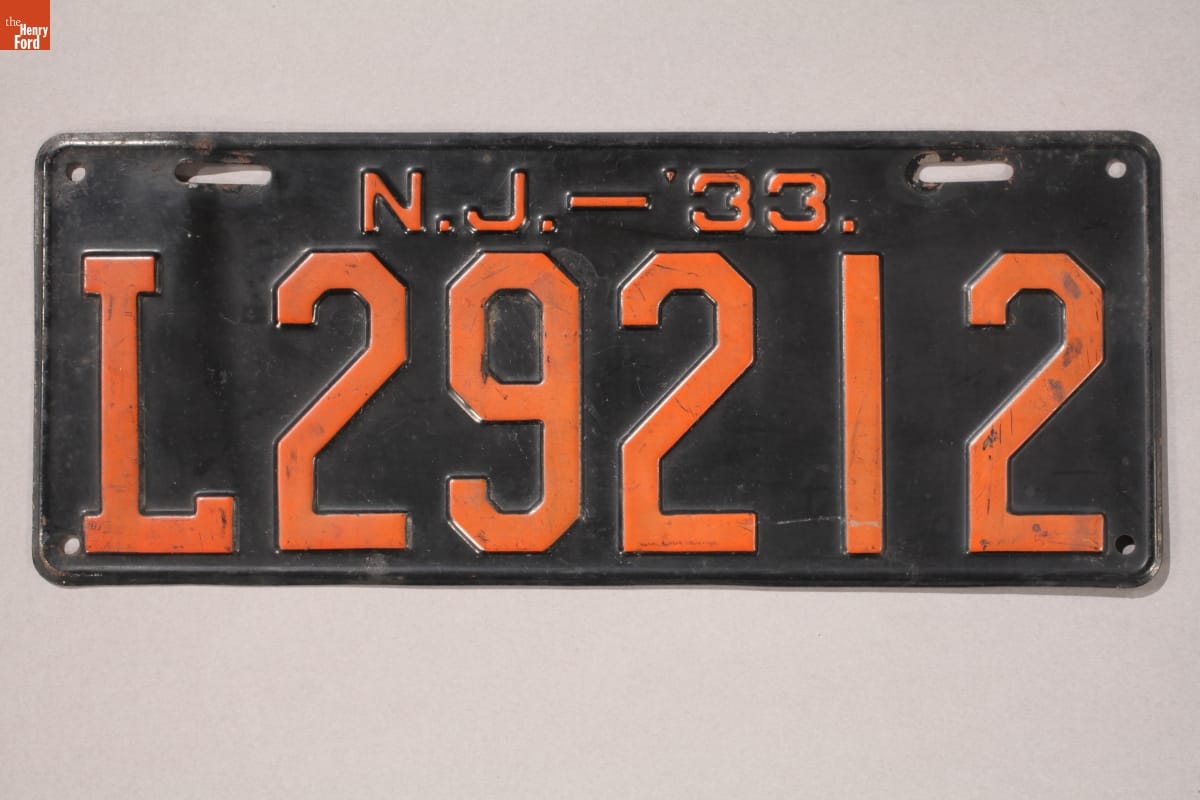 the
Henry
Ford
N.J.—'33.
L29212